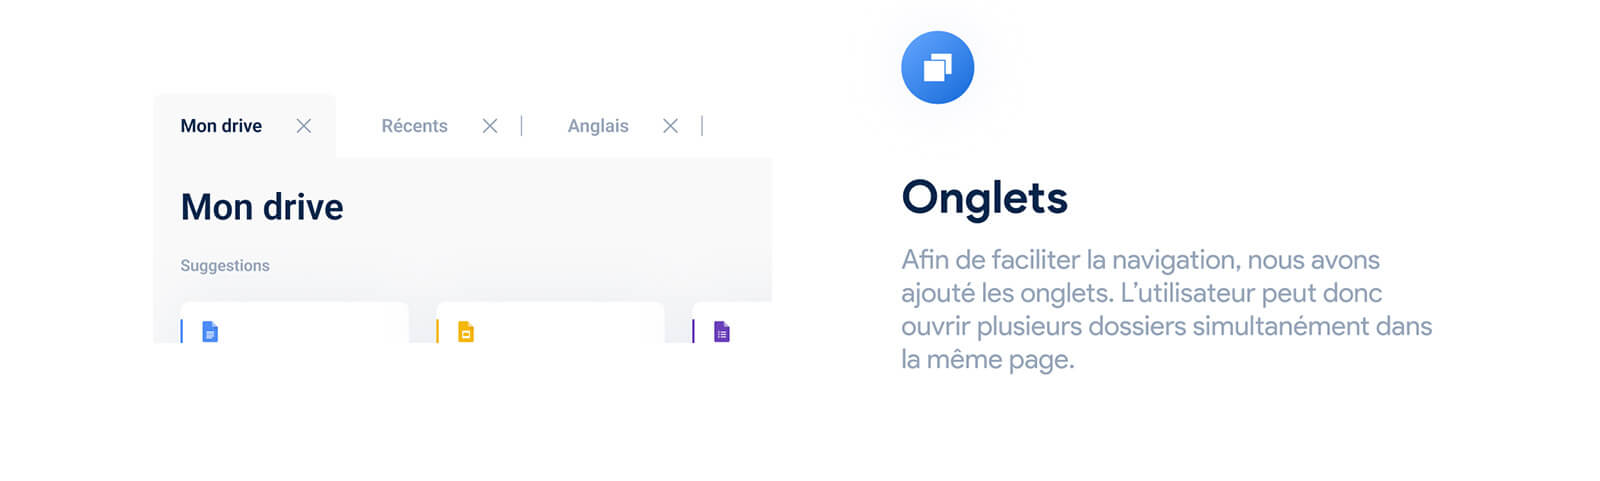 Mon drive
Récents
Anglais
Mon drive
Suggestions
Onglets
Afin de faciliter la navigation, nous avons
ajouté les onglets. L’utilisateur peut donc
ouvrir plusieurs dossiers simultanément dans
la même page.